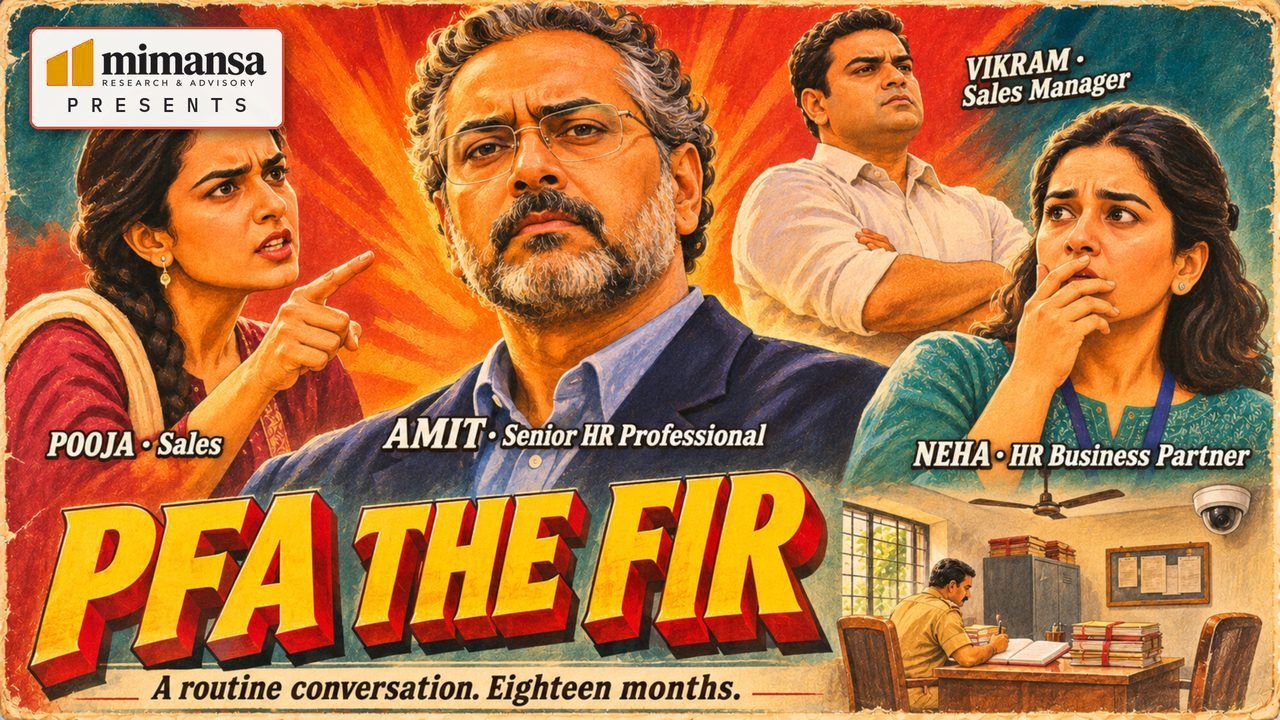 mimansa
RESEARCH & ADVISORY
PRESENTS
VIKRAM •
Sales Manager
POOJA • Sales
AMIT • Senior HR Professional
NEHA • HR Business Partner
PFA THE FIR
A routine conversation. Eighteen months.